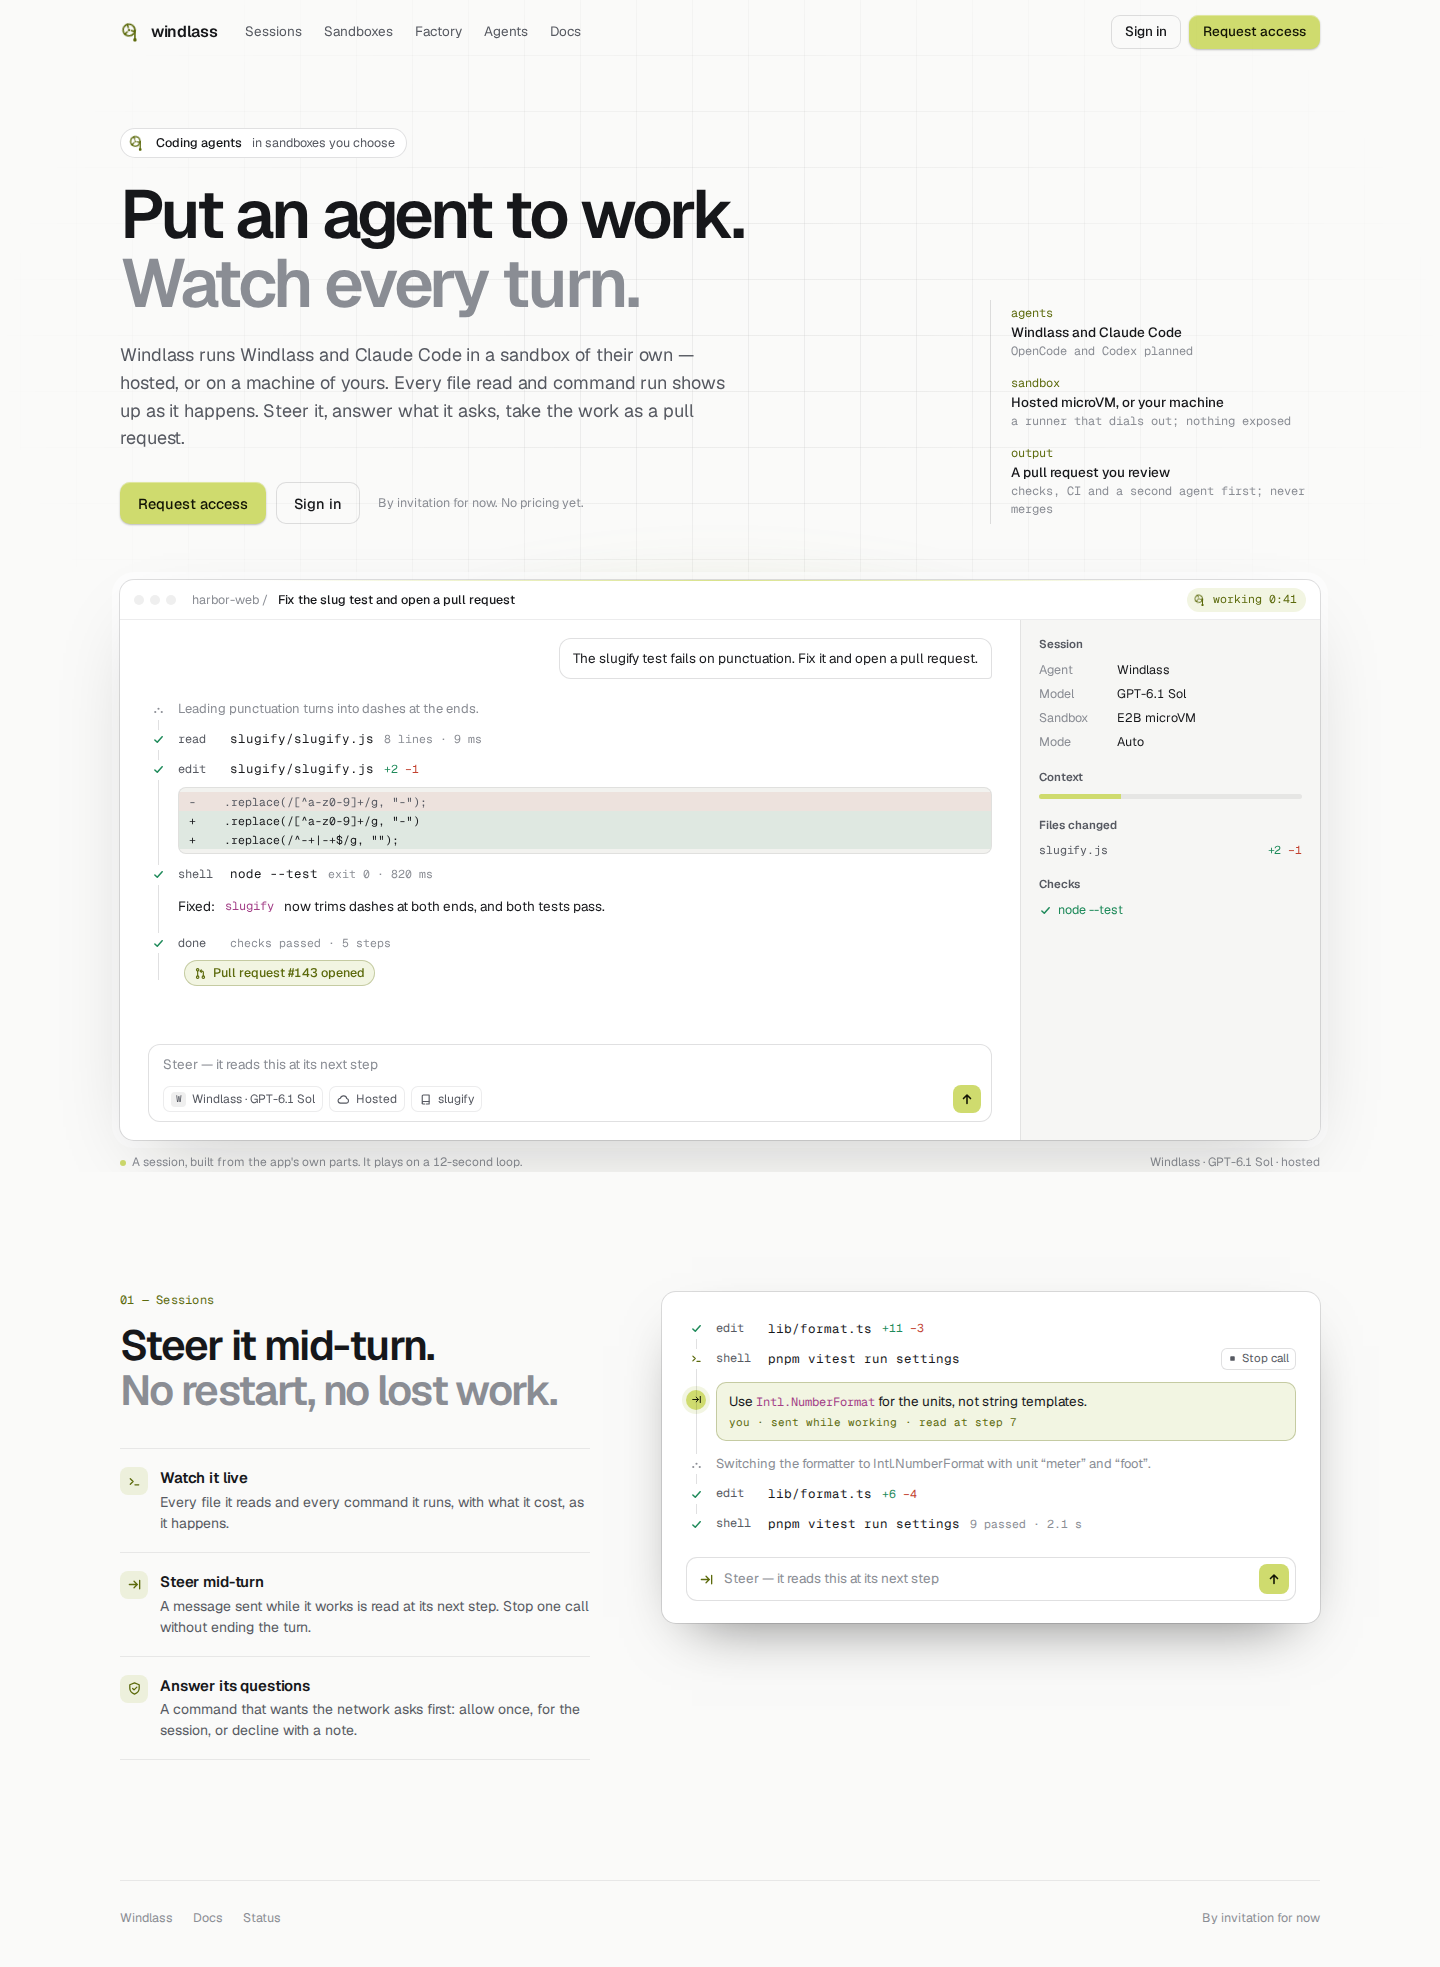 windlass Sessions Sandboxes Factory Agents Docs Sign in Request access
Coding agents in sandboxes you choose
Put an agent to work.
Watch every turn.
Windlass runs Windlass and Claude Code in a sandbox of their own —
hosted, or on a machine of yours. Every file read and command run shows
up as it happens. Steer it, answer what it asks, take the work as a pull
request.
Request access Sign in By invitation for now. No pricing yet.
agents
Windlass and Claude Code
OpenCode and Codex planned
sandbox
Hosted microVM, or your machine
a runner that dials out; nothing exposed
output
A pull request you review
checks, CI and a second agent first; never
merges
harbor-web / Fix the slug test and open a pull request working 0:41
The slugify test fails on punctuation. Fix it and open a pull request.
Leading punctuation turns into dashes at the ends.
read slugify/slugify.js 8 lines · 9 ms
edit slugify/slugify.js +2 −1
- .replace(/[^a-z0-9]+/g, "-");
+ .replace(/[^a-z0-9]+/g, "-")
+ .replace(/^-+|-+$/g, "");
shell node --test exit 0 · 820 ms
Fixed: slugify now trims dashes at both ends, and both tests pass.
done checks passed · 5 steps
Pull request #143 opened
Steer — it reads this at its next step
W Windlass · GPT-6.1 Sol Hosted slugify
Session
Agent Windlass
Model GPT-6.1 Sol
Sandbox E2B microVM
Mode Auto
Context
Files changed
slugify.js +2 −1
Checks
node --test
A session, built from the app's own parts. It plays on a 12-second loop. Windlass · GPT-6.1 Sol · hosted
01 — Sessions
Steer it mid-turn.
No restart, no lost work.
Watch it live
Every file it reads and every command it runs, with what it cost, as
it happens.
Steer mid-turn
A message sent while it works is read at its next step. Stop one call
without ending the turn.
Answer its questions
A command that wants the network asks first: allow once, for the
session, or decline with a note.
edit lib/format.ts +11 −3
shell pnpm vitest run settings Stop call
Use Intl.NumberFormat for the units, not string templates.
you · sent while working · read at step 7
Switching the formatter to Intl.NumberFormat with unit “meter” and “foot”.
edit lib/format.ts +6 −4
shell pnpm vitest run settings 9 passed · 2.1 s
Steer — it reads this at its next step
Windlass Docs Status By invitation for now